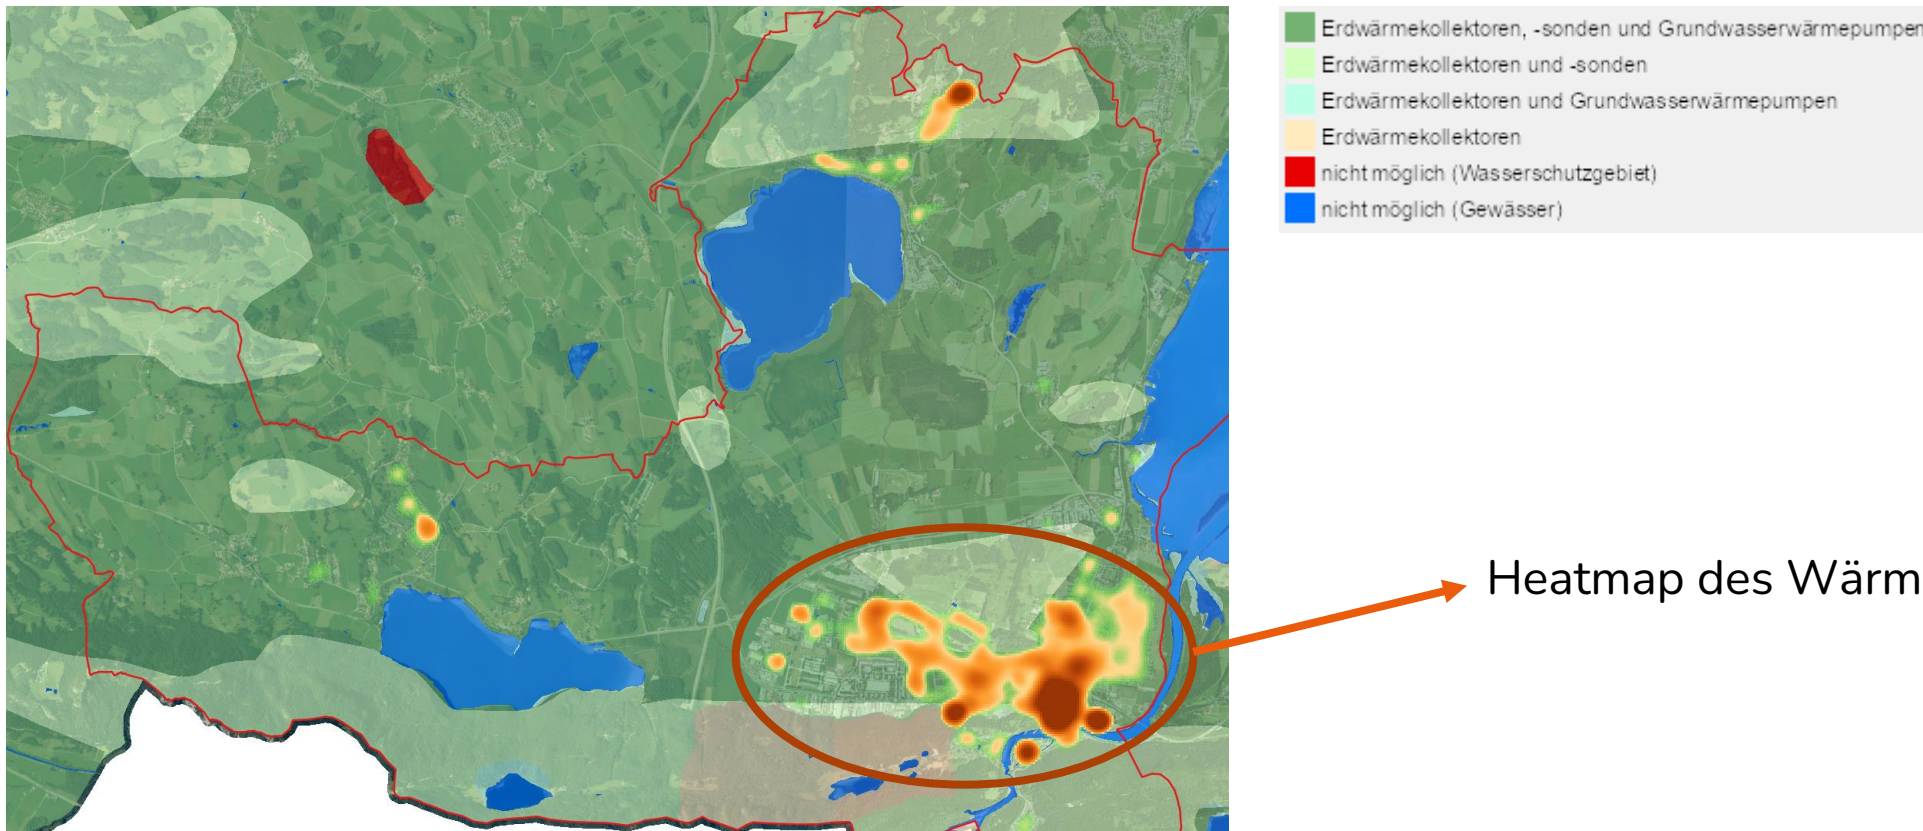 Erdwärmekollektoren, -sonden und Grundwasserwärmepumpen
Erdwärmekollektoren und -sonden
Erdwärmekollektoren und Grundwasserwärmepumpen
Erdwärmekollektoren
nicht möglich (Wasserschutzgebiet)
nicht möglich (Gewässer)
Heatmap des Wärm